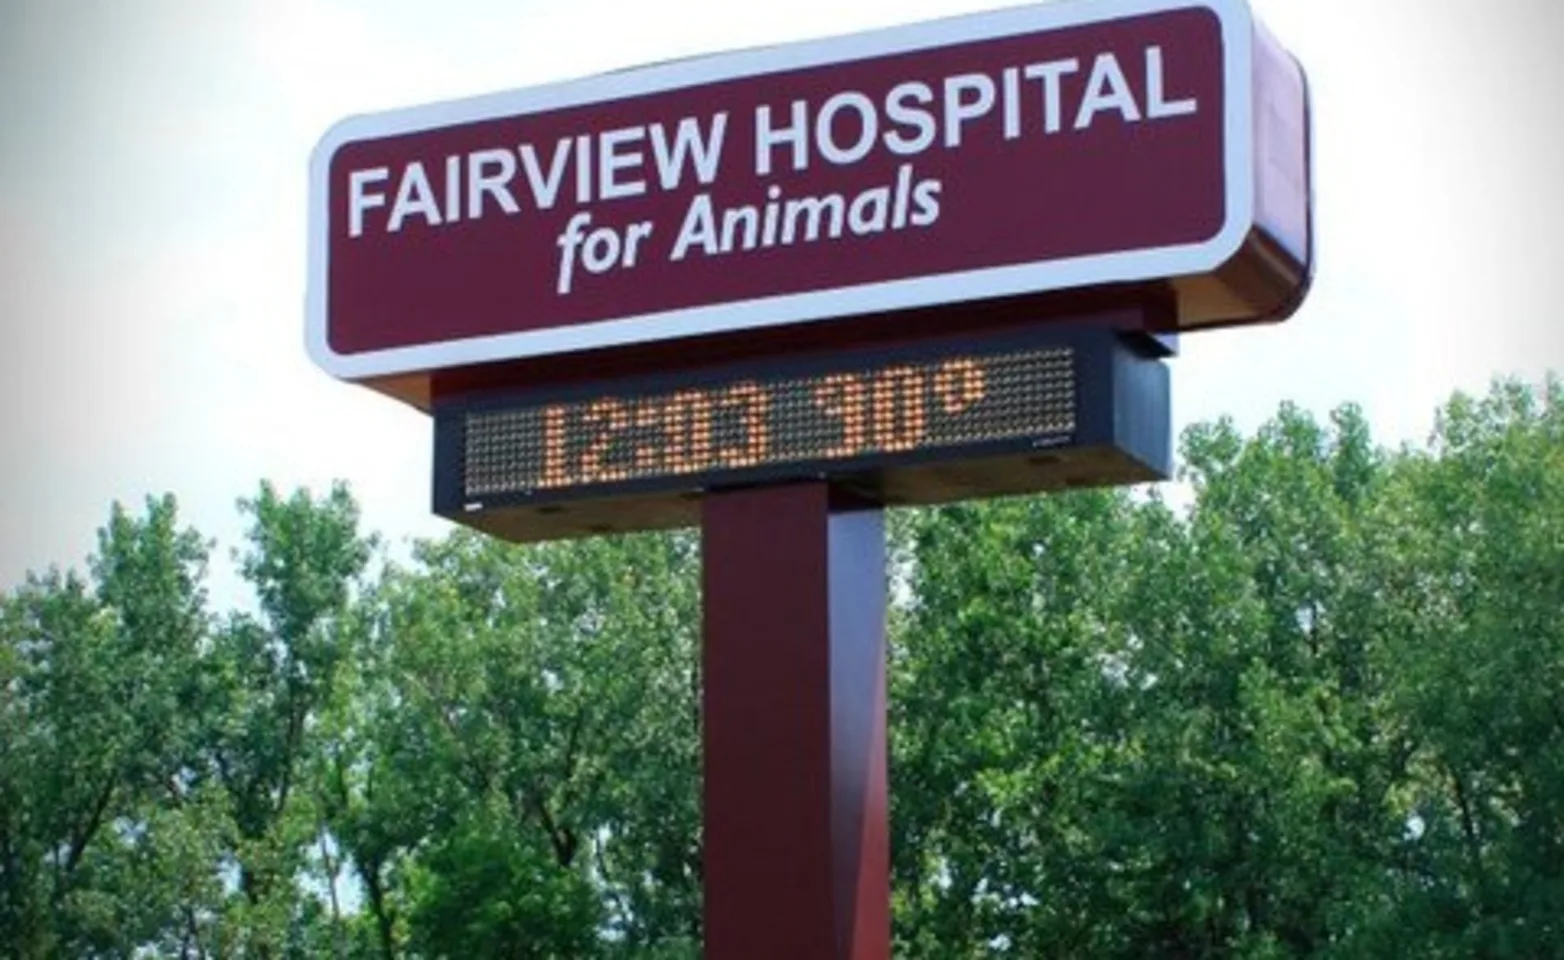 FAIRVIEW HOSPITAL
for Animals
12:03 90°